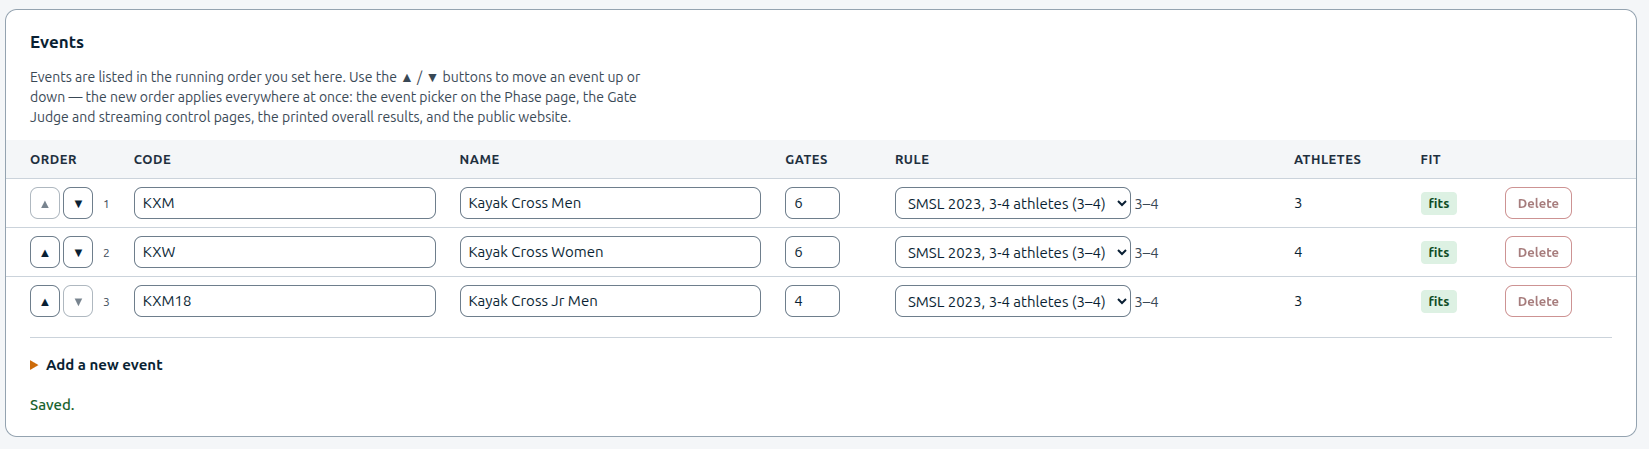 Events
Events are listed in the running order you set here. Use the ▲ / ▼ buttons to move an event up or
down — the new order applies everywhere at once: the event picker on the Phase page, the Gate
Judge and streaming control pages, the printed overall results, and the public website.
ORDER CODE NAME GATES RULE ATHLETES FIT
▲ ▼ 1 KXM Kayak Cross Men 6 SMSL 2023, 3-4 athletes (3–4) 3–4 3 fits Delete
▲ ▼ 2 KXW Kayak Cross Women 6 SMSL 2023, 3-4 athletes (3–4) 3–4 4 fits Delete
▲ ▼ 3 KXM18 Kayak Cross Jr Men 4 SMSL 2023, 3-4 athletes (3–4) 3–4 3 fits Delete
▶ Add a new event
Saved.